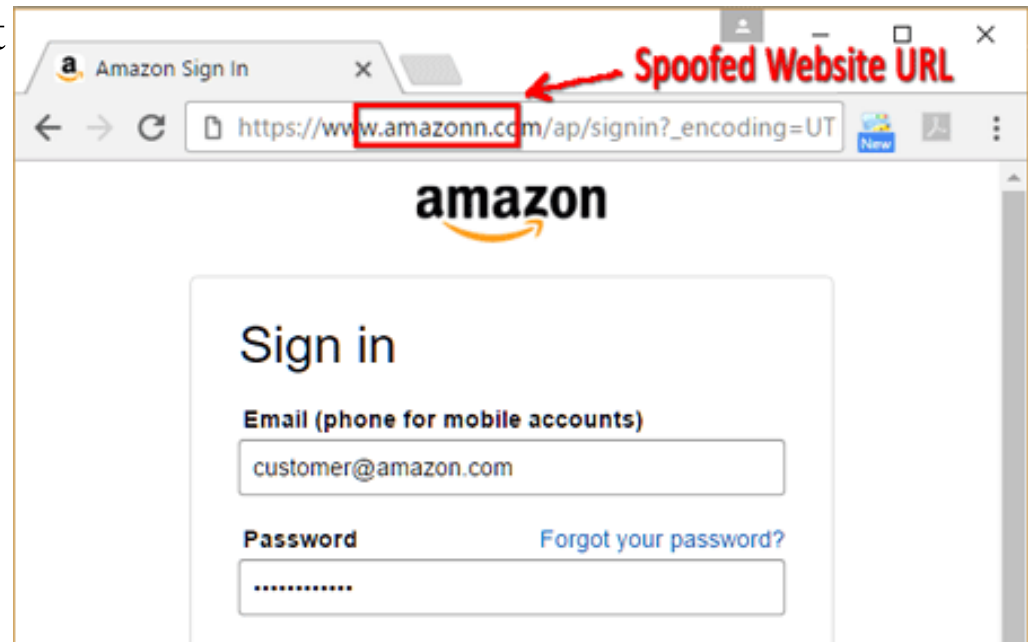 t
a Amazon Sign In
Spoofed Website URL
https://www.amazonn.com/ap/signin?_encoding=UT
New
amazon
Sign in
Email (phone for mobile accounts)
customer@amazon.com
Password Forgot your password?
••••••••••••